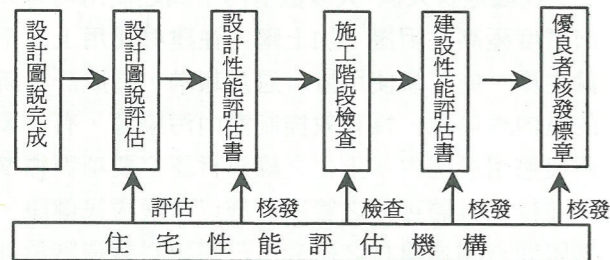 設計圖說完成
設計圖說評估
設計性能評估書
施工階段檢查
建設性能評估書
優良者核發標章
評估
核發
檢查
核發
核發
住宅性能評估機構